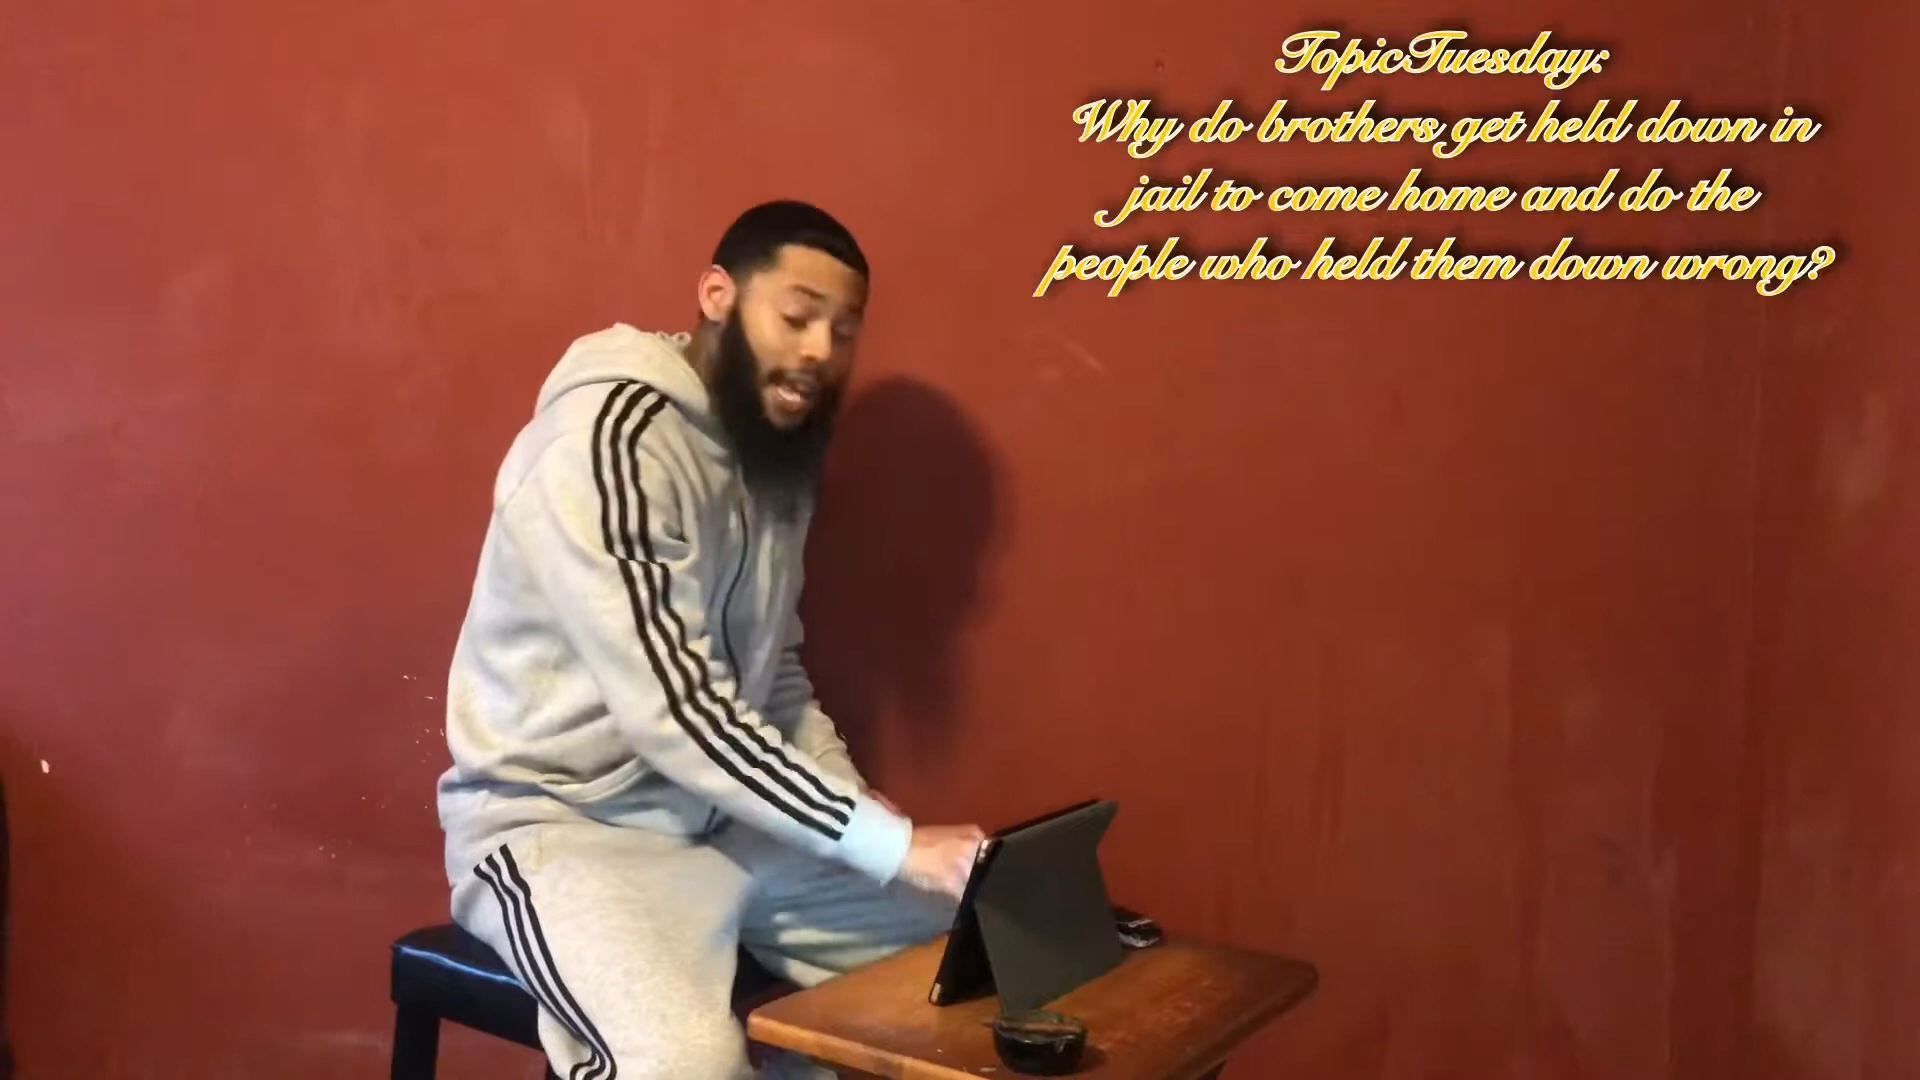 TopicTuesday:
Why do brothers get held down in
jail to come home and do the
people who held them down wrong?